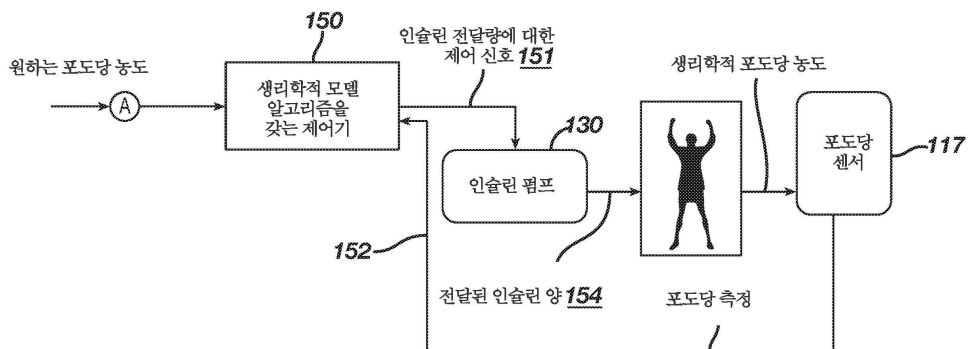 원하는 포도당 농도
A
150
생리학적 모델
알고리즘을
갖는 제어기
인슐린 전달량에 대한
제어 신호 151
130
인슐린 펌프
생리학적 포도당 농도
포도당
센서
117
152
전달된 인슐린 양 154
포도당 측정